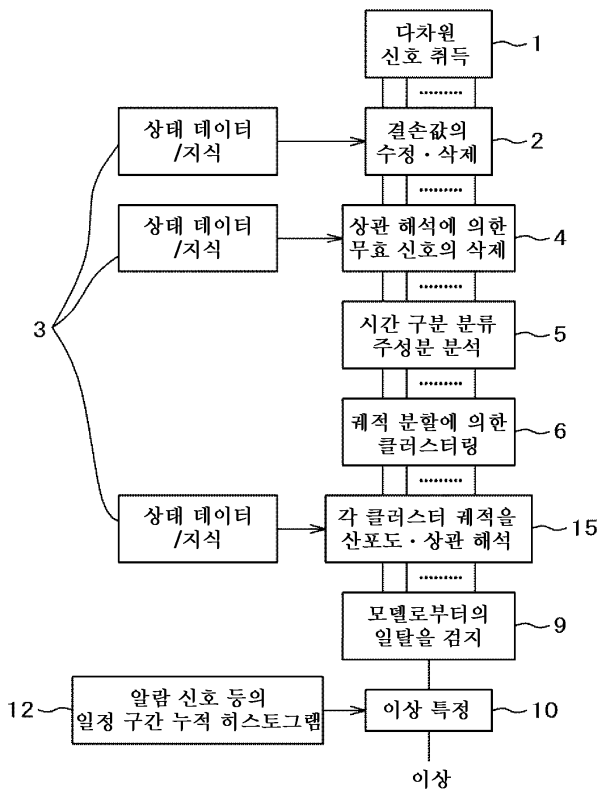 다차원
신호 취득
1
상태 데이터
/지식
결손값의
수정·삭제
2
상태 데이터
/지식
상관 해석에 의한
무효 신호의 삭제
4
3
시간 구분 분류
주성분 분석
5
궤적 분할에 의한
클러스터링
6
상태 데이터
/지식
각 클러스터 궤적을
산포도·상관 해석
15
모델로부터의
일탈을 검지
9
12
알람 신호 등의
일정 구간 누적 히스토그램
이상 특정
10
이상